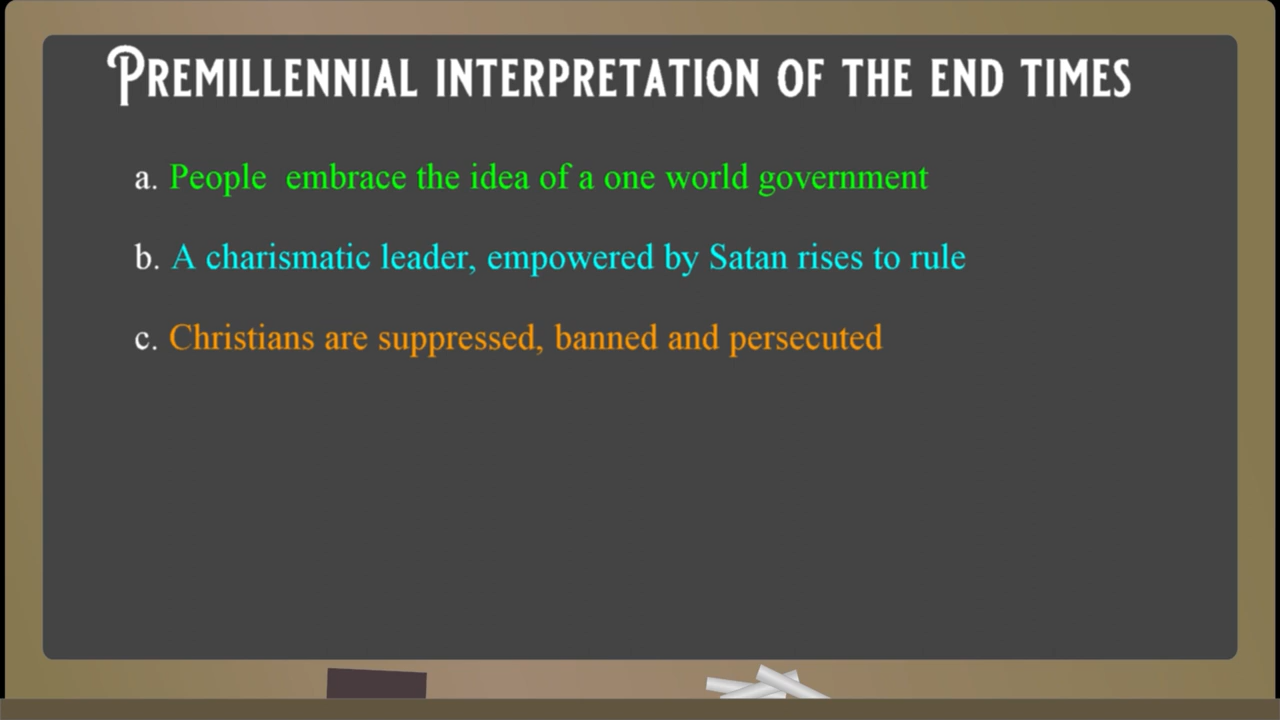 Premillennial interpretation of the end times
a. People embrace the idea of a one world government
b. A charismatic leader, empowered by Satan rises to rule
c. Christians are suppressed, banned and persecuted